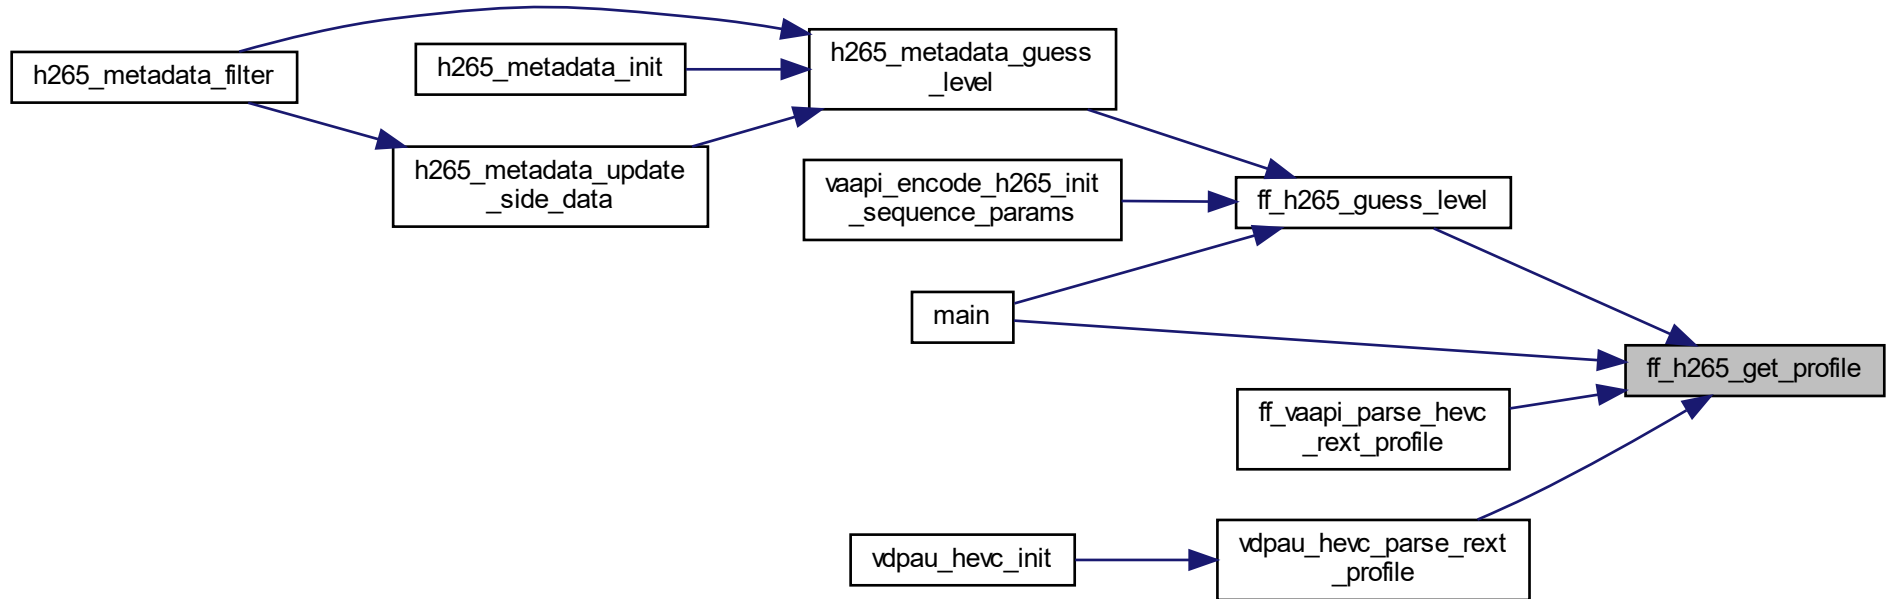 h265_metadata_filter
h265_metadata_init
h265_metadata_guess
_level
h265_metadata_update
_side_data
vaapi_encode_h265_init
_sequence_params
ff_h265_guess_level
main
ff_h265_get_profile
ff_vaapi_parse_hevc
_rext_profile
vdpau_hevc_init
vdpau_hevc_parse_rext
_profile